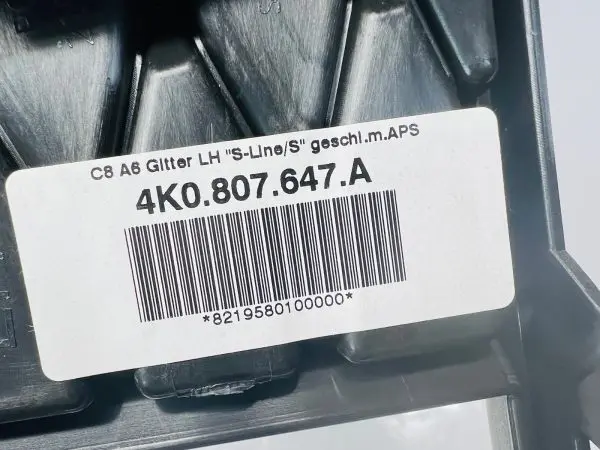 C8 A6 Gitter LH "S-Line/S" geschl.m.APS
4K0.807.647.A
*8219580100000*